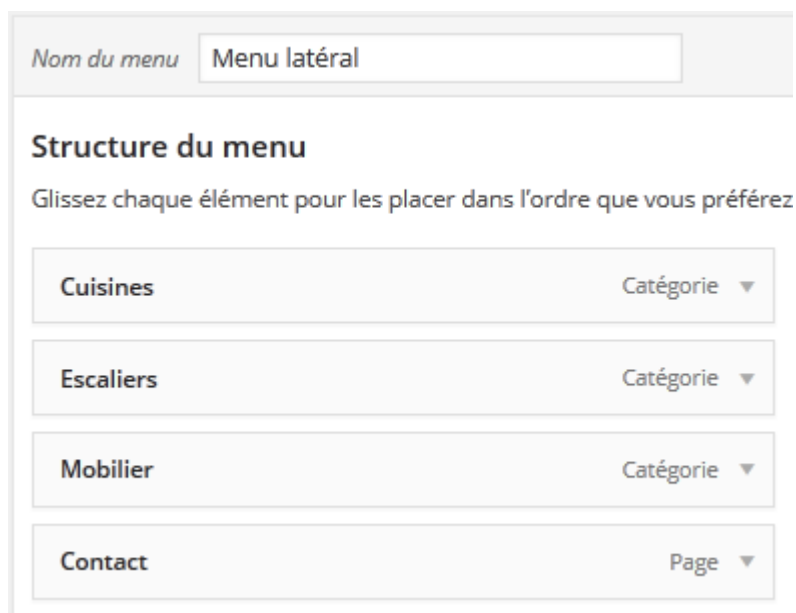 Nom du menu Menu latéral
Structure du menu
Glissez chaque élément pour les placer dans l’ordre que vous préférez
Cuisines Catégorie
Escaliers Catégorie
Mobilier Catégorie
Contact Page